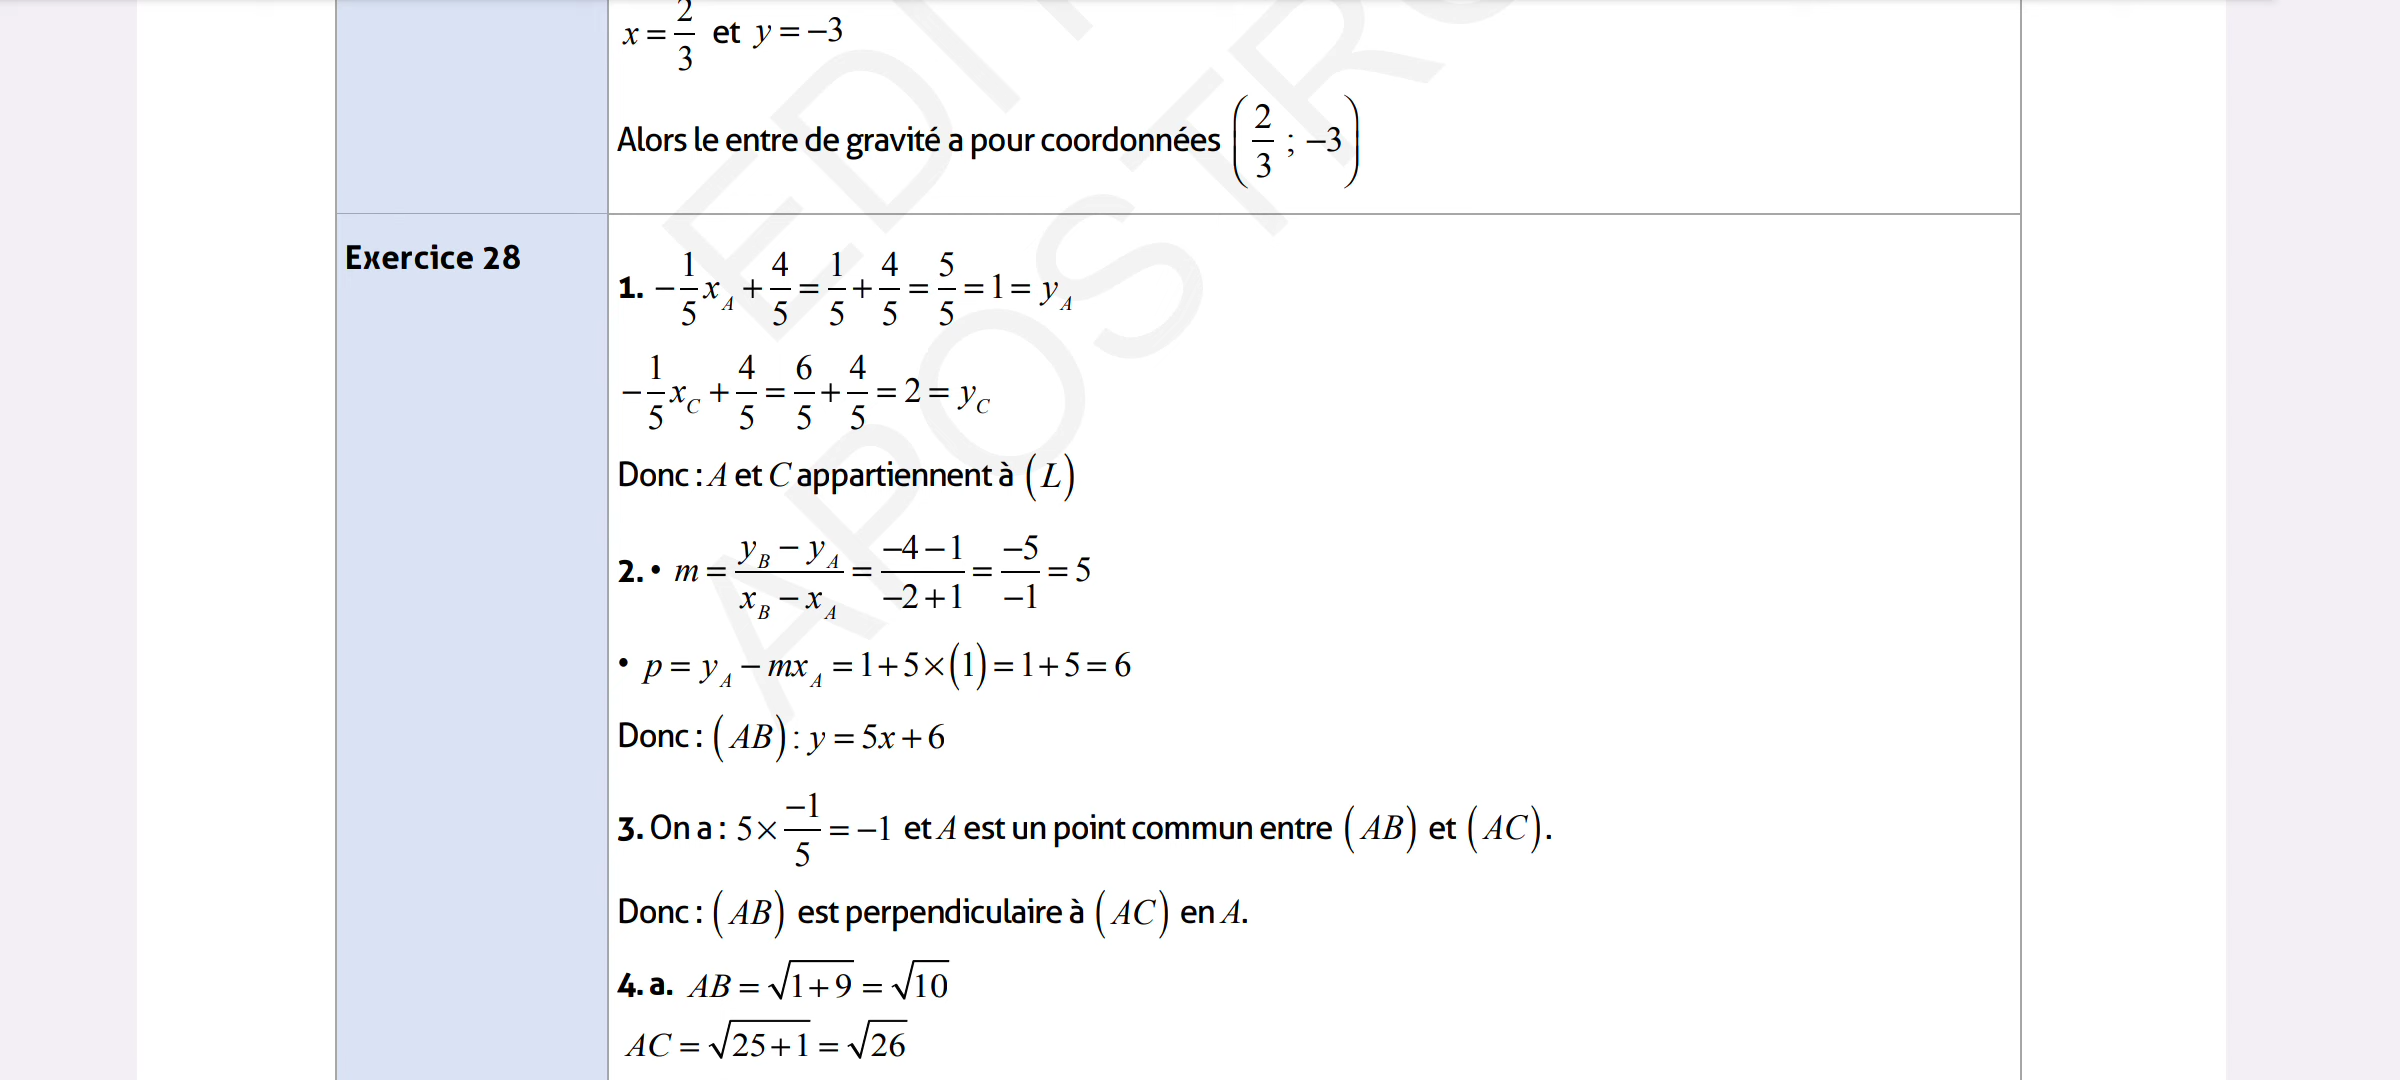 x = 2/3 et y = −3
Alors le entre de gravité a pour coordonnées (2/3 ; −3)
Exercice 28
1. −1/5 x_A + 4/5 = 1/5 + 4/5 = 5/5 = 1 = y_A
−1/5 x_C + 4/5 = 6/5 + 4/5 = 2 = y_C
Donc : A et C appartiennent à (L)
2. • m = (y_B − y_A)/(x_B − x_A) = (−4 − 1)/(−2 + 1) = −5/−1 = 5
• p = y_A − mx_A = 1 + 5 × (1) = 1 + 5 = 6
Donc : (AB) : y = 5x + 6
3. On a : 5 × −1/5 = −1 et A est un point commun entre (AB) et (AC).
Donc : (AB) est perpendiculaire à (AC) en A.
4. a. AB = √(1 + 9) = √10
AC = √(25 + 1) = √26